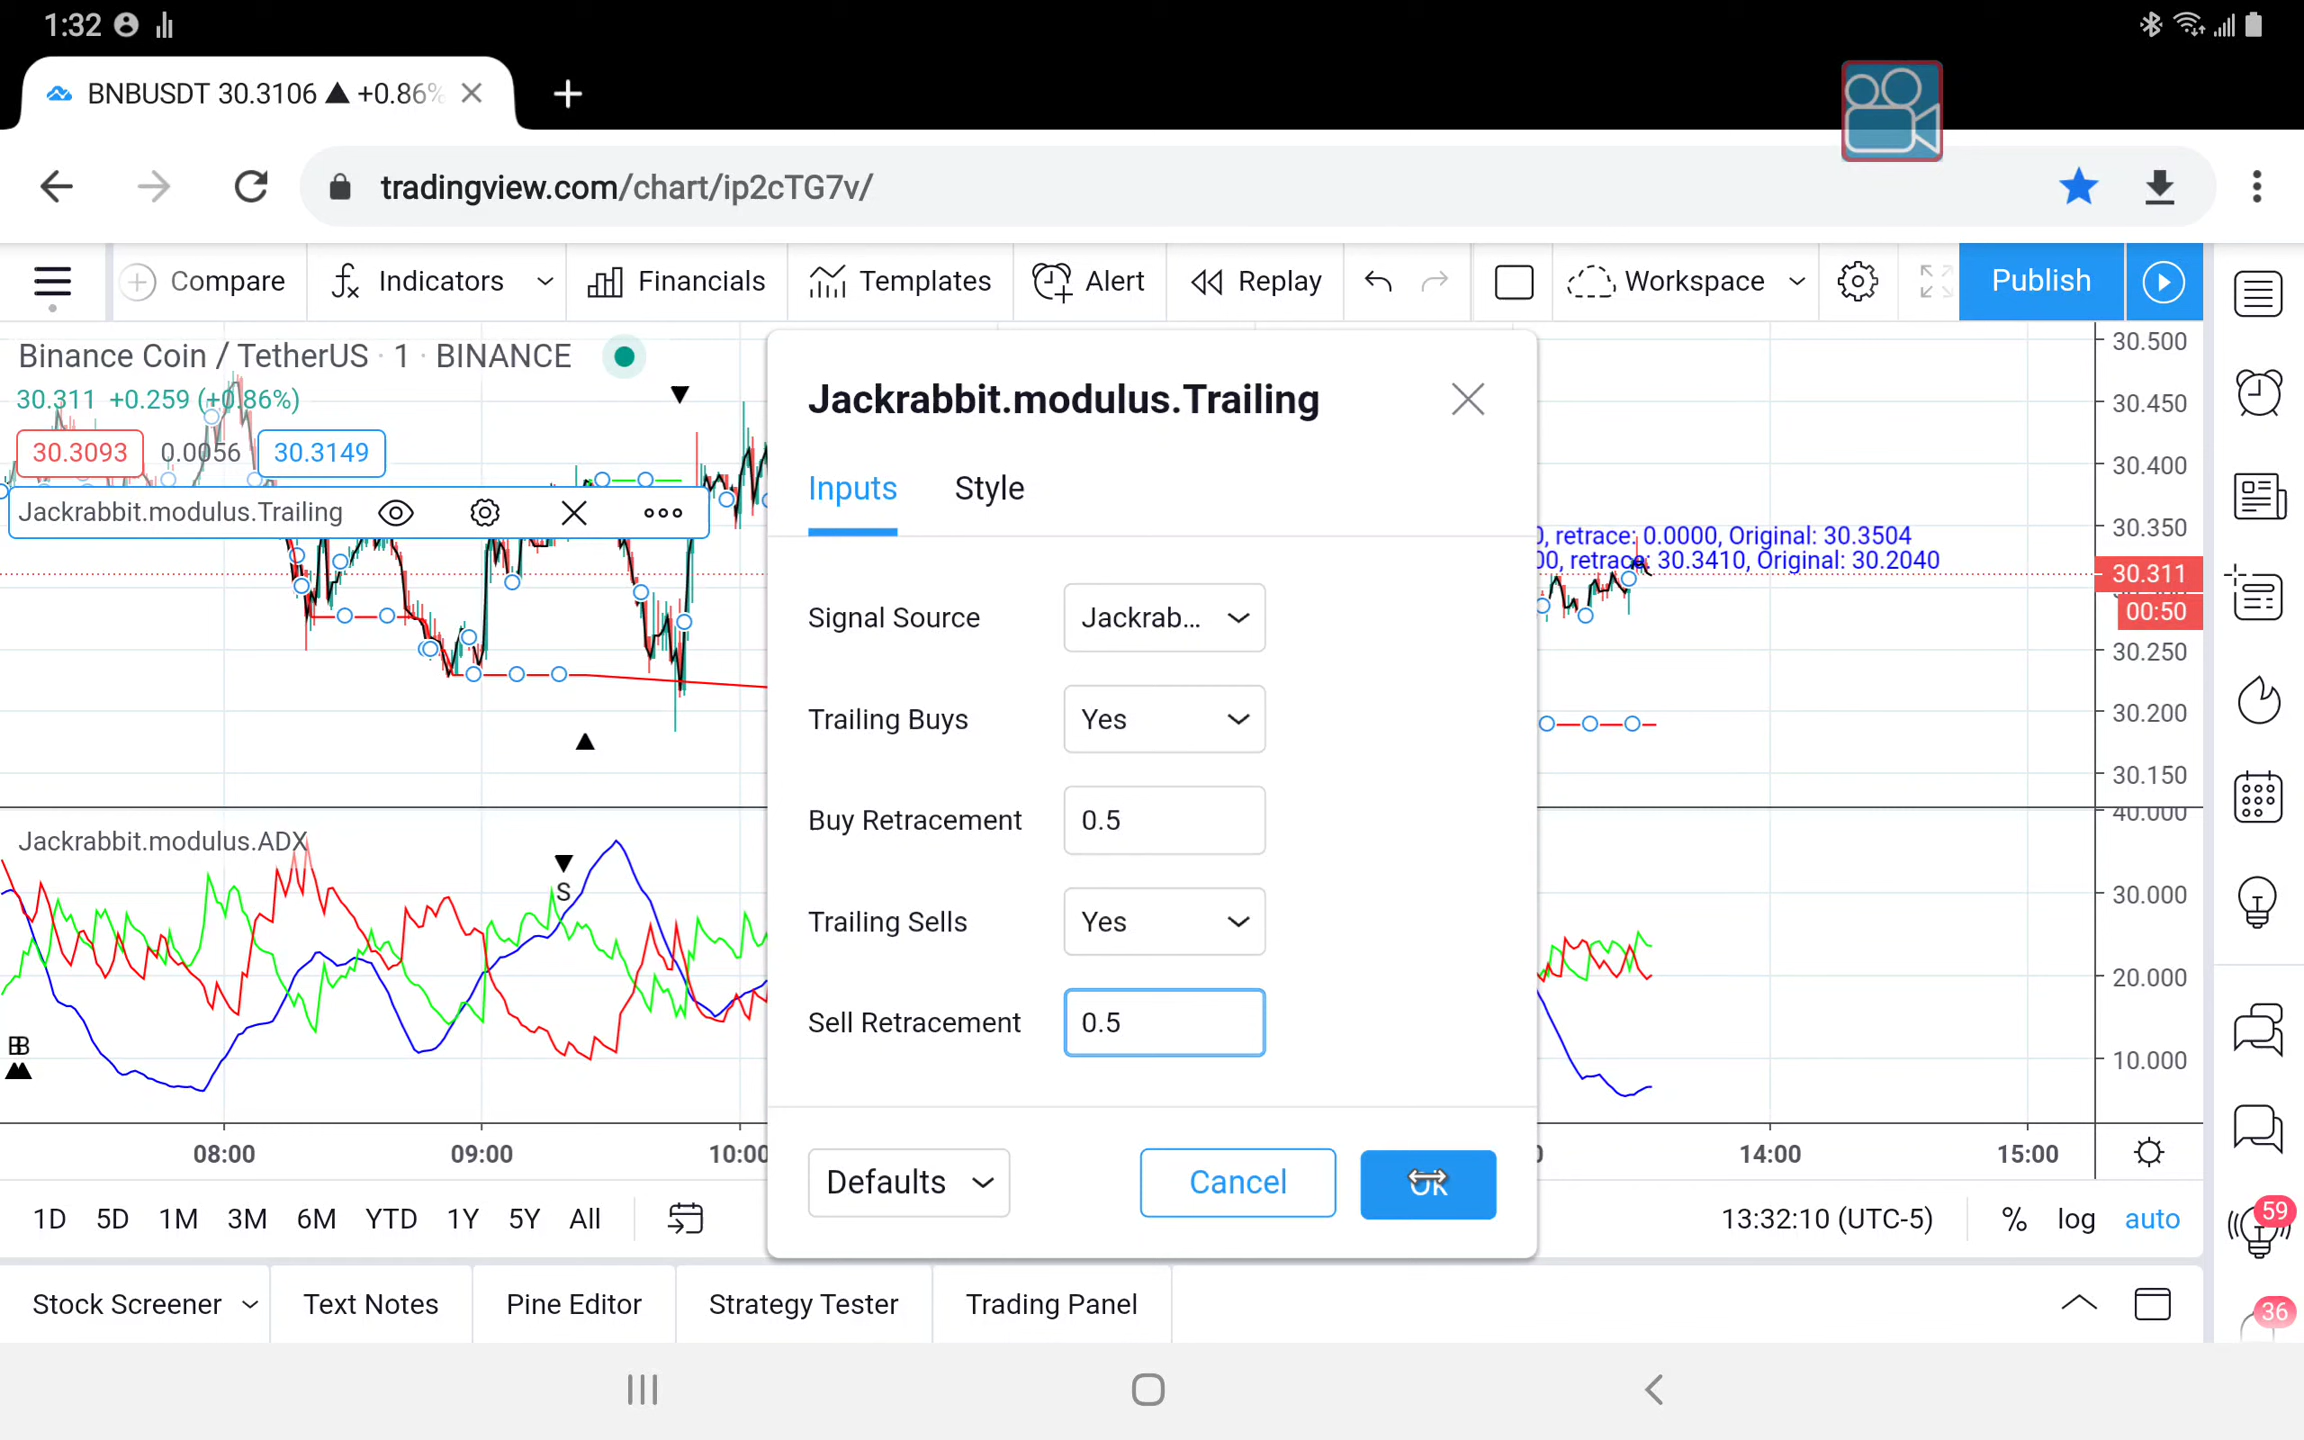 1:32
BNBUSDT 30.3106 ▲ +0.86%
tradingview.com/chart/ip2cTG7v/
Compare Indicators Financials Templates Alert Replay Workspace Publish
Binance Coin / TetherUS · 1 · BINANCE
30.311 +0.259 (+0.86%)
30.3093 0.0056 30.3149
Jackrabbit.modulus.Trailing
Jackrabbit.modulus.Trailing
Inputs Style
Signal Source Jackrab...
Trailing Buys Yes
Buy Retracement 0.5
Trailing Sells Yes
Sell Retracement 0.5
Defaults Cancel Ok
0, retrace: 0.0000, Original: 30.3504
00, retrace: 30.3410, Original: 30.2040
30.500
30.450
30.400
30.350
30.311
00:50
30.250
30.200
30.150
Jackrabbit.modulus.ADX
S
BB
40.000
30.000
20.000
10.000
08:00 09:00 10:00 14:00 15:00
1D 5D 1M 3M 6M YTD 1Y 5Y All
13:32:10 (UTC-5) % log auto
59
Stock Screener Text Notes Pine Editor Strategy Tester Trading Panel
36